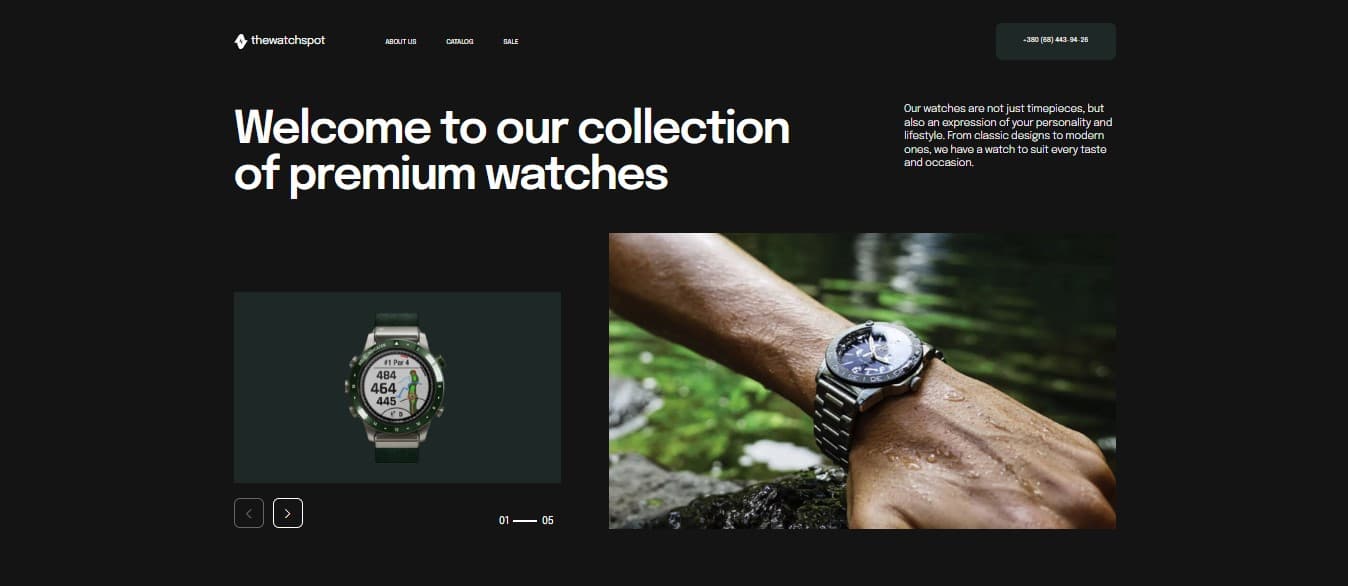 thewatchspot
ABOUT US
CATALOG
SALE
+380 (68) 443-94-26
Welcome to our collection
of premium watches
Our watches are not just timepieces, but
also an expression of your personality and
lifestyle. From classic designs to modern
ones, we have a watch to suit every taste
and occasion.
#1 Par 4
484
464
445
01
05